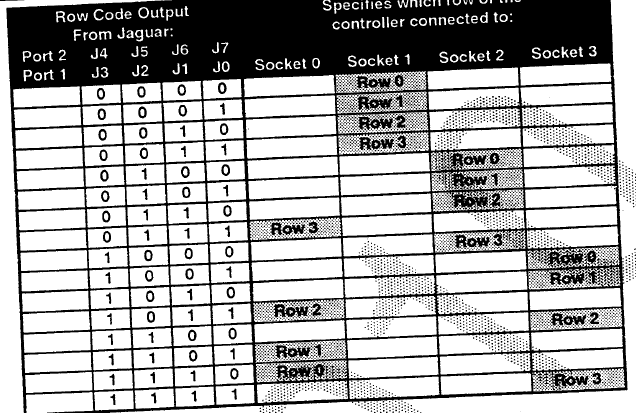 Row Code Output
From Jaguar:
Specifies which row of the
controller connected to:
Port 2 J4 J5 J6 J7
Port 1 J3 J2 J1 J0 Socket 0 Socket 1 Socket 2 Socket 3
0 0 0 0 Row 0
0 0 0 1 Row 1
0 0 1 0 Row 2
0 0 1 1 Row 3
0 1 0 0 Row 0
0 1 0 1 Row 1
0 1 1 0 Row 2
0 1 1 1 Row 3
1 0 0 0 Row 3
1 0 0 1 Row 0
1 0 1 0 Row 1
1 0 1 1 Row 2
1 1 0 0 Row 2
1 1 0 1 Row 1
1 1 1 0 Row 0
1 1 1 1 Row 3